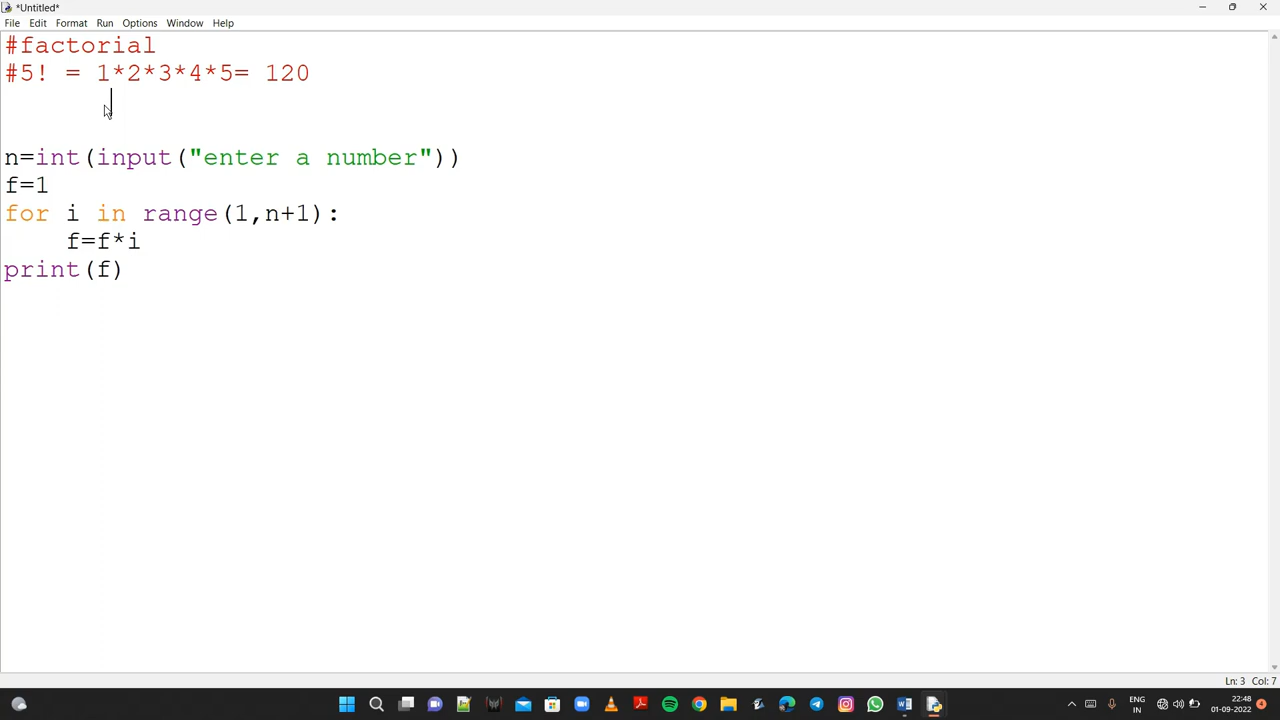 *Untitled*
File Edit Format Run Options Window Help
#factorial
#5! = 1*2*3*4*5= 120
n=int(input("enter a number"))
f=1
for i in range(1,n+1):
    f=f*i
print(f)
Ln: 3 Col: 7
ENG
IN
22:48
01-09-2022